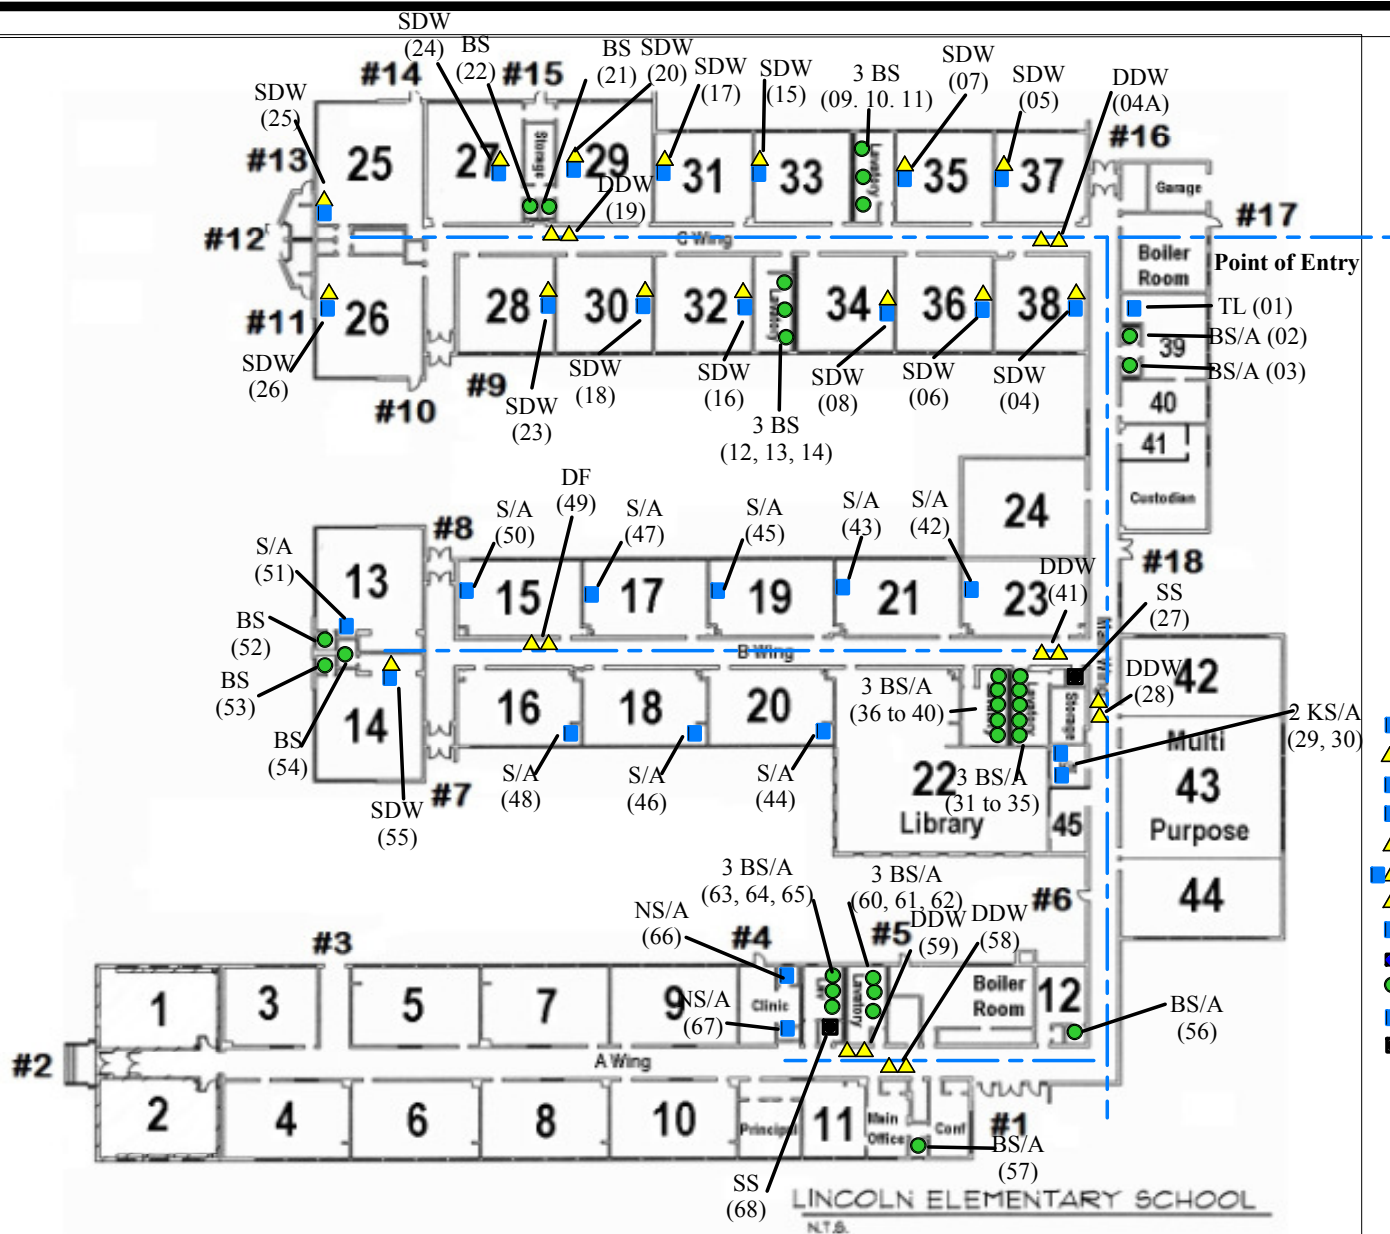 SDW
(24)
BS
(22)
#14
#15
BS
(21)
SDW
(20)
SDW
(17)
SDW
(15)
3 BS
(09. 10. 11)
SDW
(07)
SDW
(05)
DDW
(04A)
#16
SDW
(25)
#13
25
27
Storage
29
31
33
Lavatory
35
37
Garage
DDW
(19)
#12
C Wing
#17
Boiler
Room
Point of Entry
#11
26
28
30
32
Lavatory
34
36
38
TL (01)
BS/A (02)
39
BS/A (03)
SDW
(26)
#10
#9
SDW
(23)
SDW
(18)
SDW
(16)
3 BS
(12, 13, 14)
SDW
(08)
SDW
(06)
SDW
(04)
40
41
Custodian
#18
DF
(49)
#8
S/A
(50)
S/A
(47)
S/A
(45)
S/A
(43)
S/A
(42)
24
S/A
(51)
13
15
17
19
21
23
DDW
(41)
SS
(27)
BS
(52)
BS
(53)
BS
(54)
B Wing
DDW
(28)
14
16
18
20
3 BS/A
(36 to 40)
Lavatory
Storage
42
2 KS/A
(29, 30)
Multi
43
Purpose
44
#7
SDW
(55)
S/A
(48)
S/A
(46)
S/A
(44)
22
Library
3 BS/A
(31 to 35)
45
#6
3 BS/A
(63, 64, 65)
3 BS/A
(60, 61, 62)
NS/A
(66)
#4
#5
DDW
(59)
DDW
(58)
#3
1
3
5
7
9
NS/A
(67)
Clinic
Lav
Lavatory
Boiler
Room
12
BS/A
(56)
#2
A Wing
2
4
6
8
10
Principal
11
Main
Office
Conf
#1
BS/A
(57)
SS
(68)
LINCOLN ELEMENTARY SCHOOL
N.T.S.